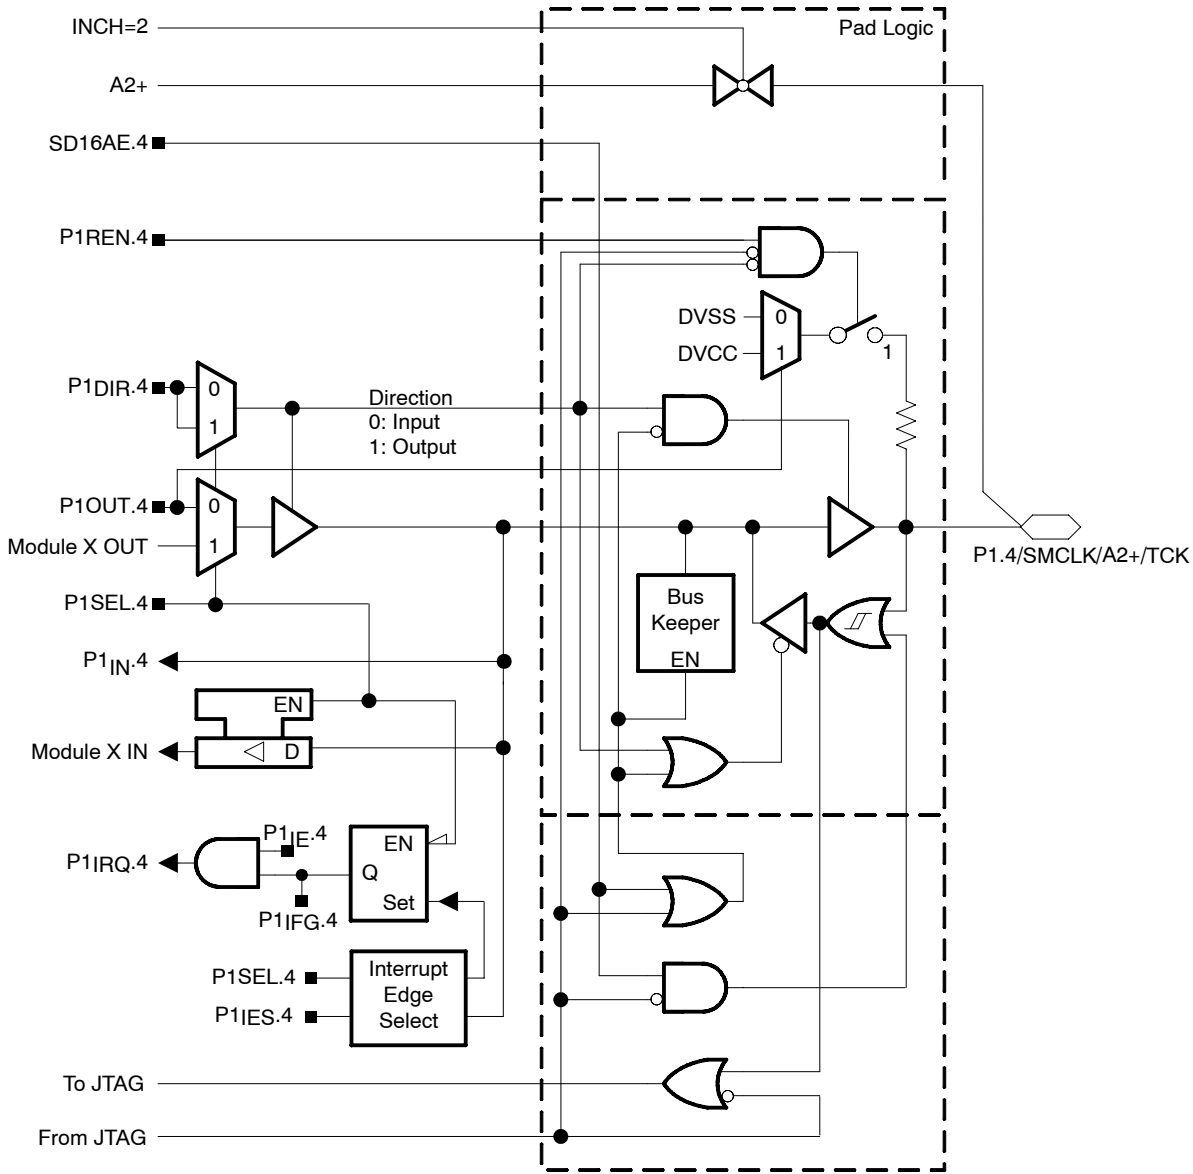 INCH=2
Pad Logic
A2+
SD16AE.4
P1REN.4
DVSS
0
DVCC
1
1
P1DIR.4
0
1
Direction
0: Input
1: Output
P1OUT.4
0
Module X OUT
1
P1.4/SMCLK/A2+/TCK
P1SEL.4
Bus
Keeper
EN
P1IN.4
EN
Module X IN
D
P1IE.4
EN
P1IRQ.4
Q
Set
P1IFG.4
P1SEL.4
Interrupt
Edge
Select
P1IES.4
To JTAG
From JTAG